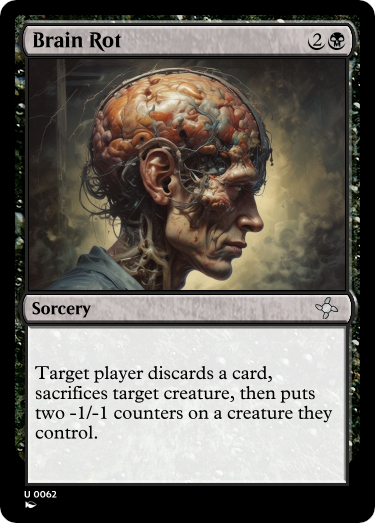 Brain Rot 2
Sorcery
Target player discards a card,
sacrifices target creature, then puts
two -1/-1 counters on a creature they
control.
U 0062